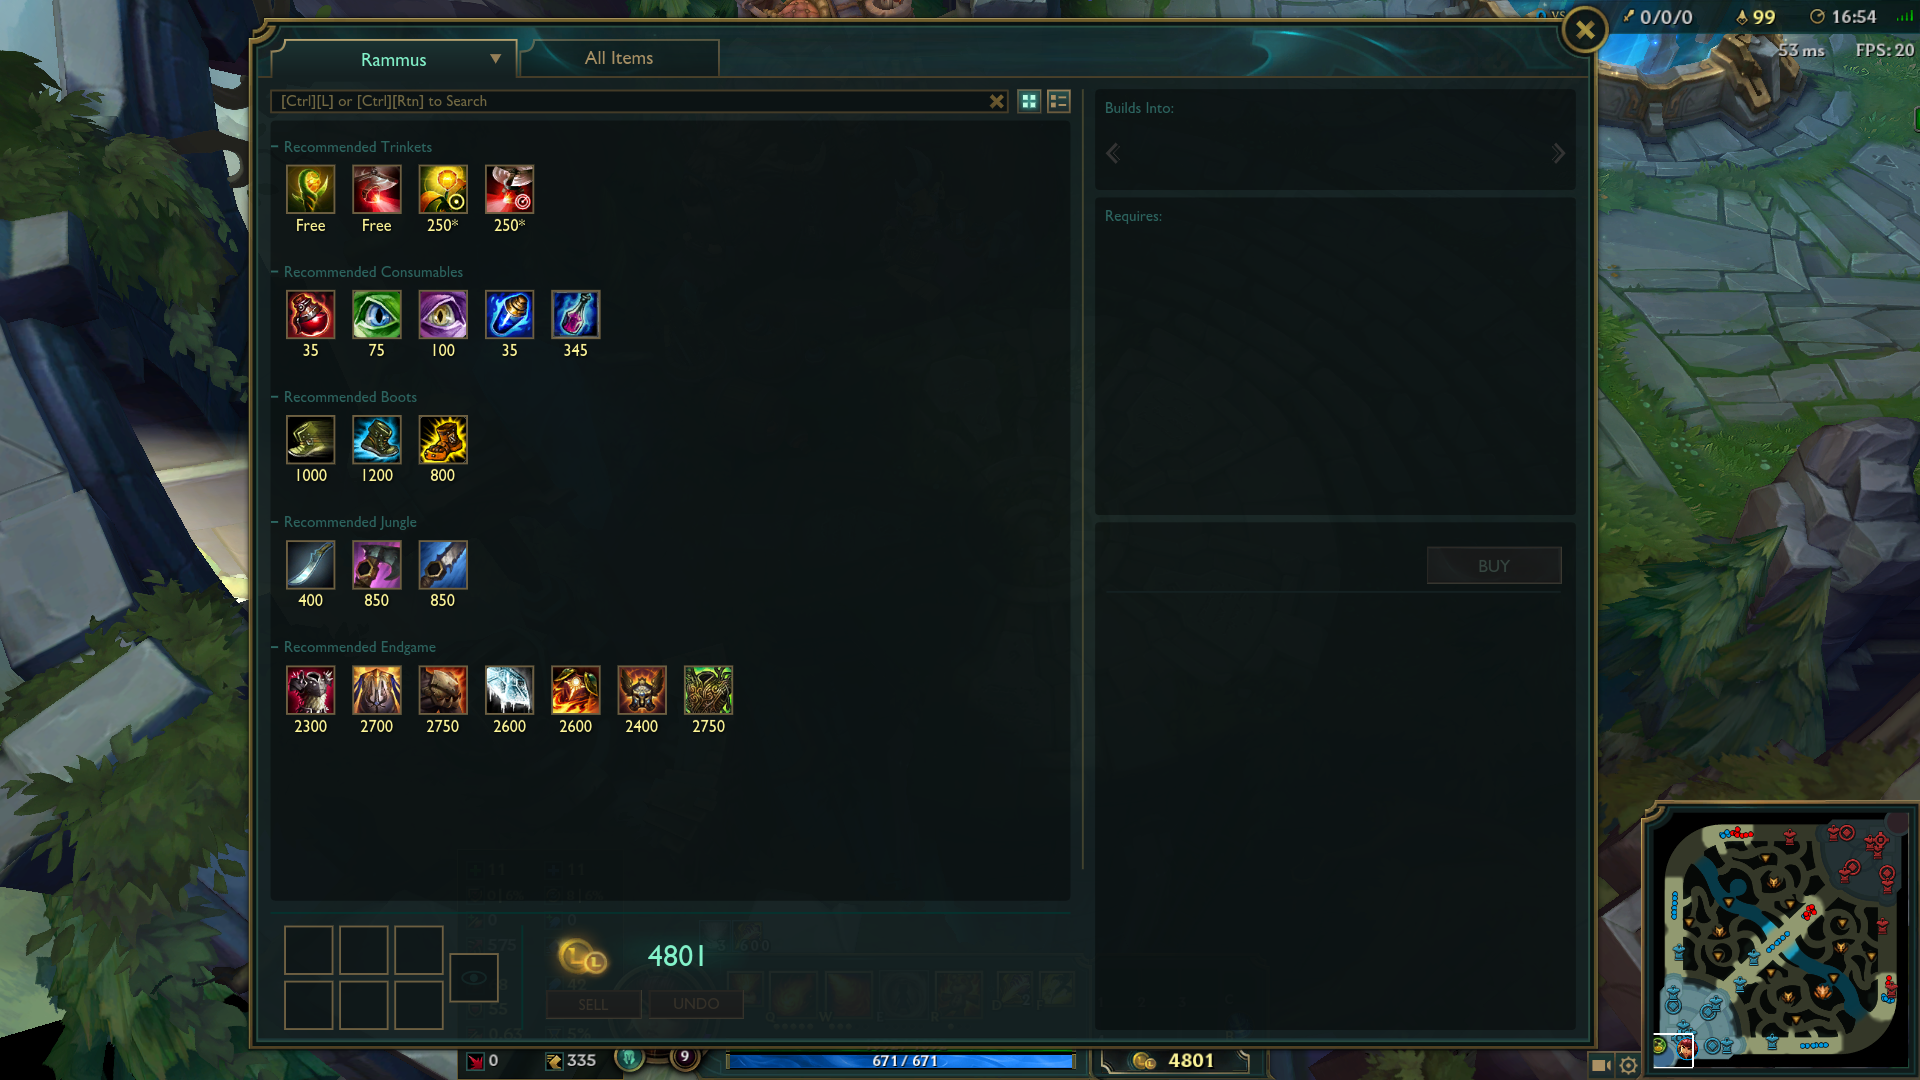 vs 0/0/0 99 16:54
53 ms FPS: 20
Rammus
All Items
[Ctrl][L] or [Ctrl][Rtn] to Search
Builds Into:
Requires:
Recommended Trinkets
Free Free 250* 250*
Recommended Consumables
35 75 100 35 345
Recommended Boots
1000 1200 800
Recommended Jungle
400 850 850
BUY
Recommended Endgame
2300 2700 2750 2600 2600 2400 2750
4801
SELL UNDO
0 335 9 671 / 671 4801